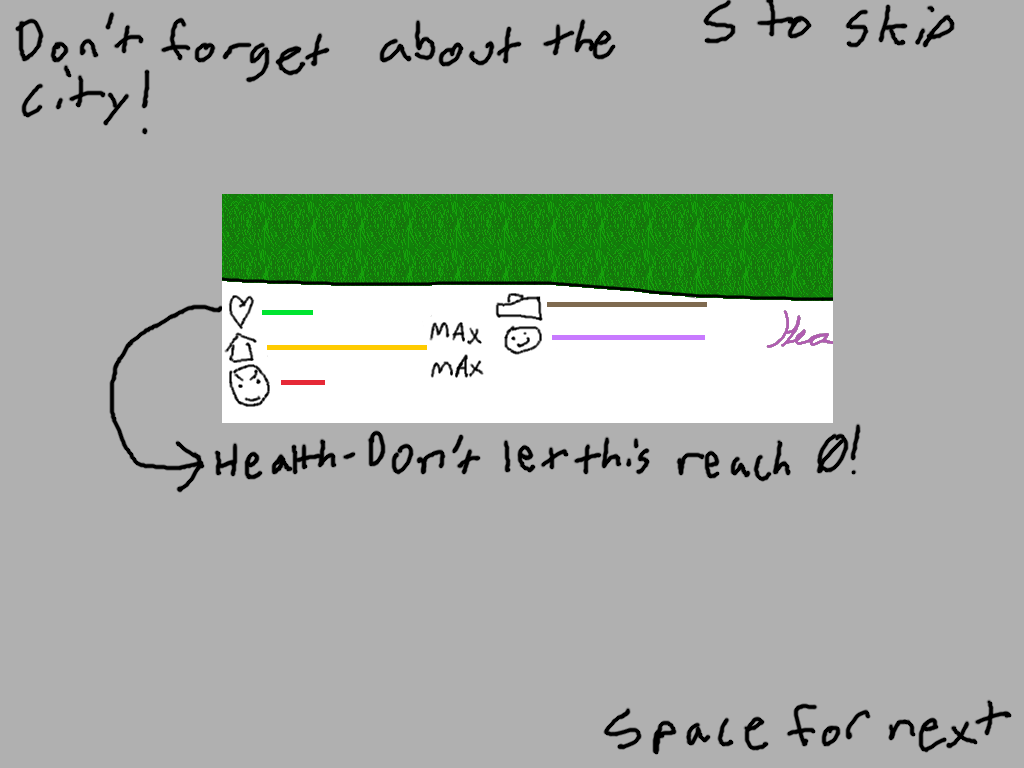 Don't forget about the
S to skip
city!
MAX
MAX
Hea
Health-Don't let this reach 0!
Space for next